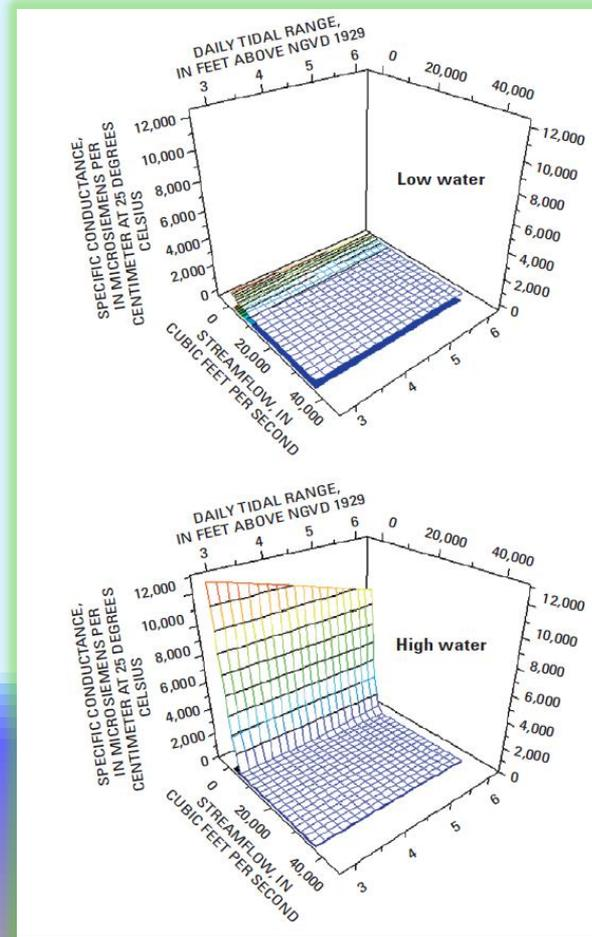 DAILY TIDAL RANGE,
IN FEET ABOVE NGVD 1929
3 4 5 6
0 20,000 40,000
SPECIFIC CONDUCTANCE,
IN MICROSIEMENS PER
CENTIMETER AT 25 DEGREES
CELSIUS
12,000
10,000
8,000
6,000
4,000
2,000
0
Low water
12,000
10,000
8,000
6,000
4,000
2,000
0
0 20,000 40,000
STREAMFLOW, IN
CUBIC FEET PER SECOND
3 4 5 6
DAILY TIDAL RANGE,
IN FEET ABOVE NGVD 1929
3 4 5 6
0 20,000 40,000
SPECIFIC CONDUCTANCE,
IN MICROSIEMENS PER
CENTIMETER AT 25 DEGREES
CELSIUS
12,000
10,000
8,000
6,000
4,000
2,000
0
High water
12,000
10,000
8,000
6,000
4,000
2,000
0
0 20,000 40,000
STREAMFLOW, IN
CUBIC FEET PER SECOND
3 4 5 6